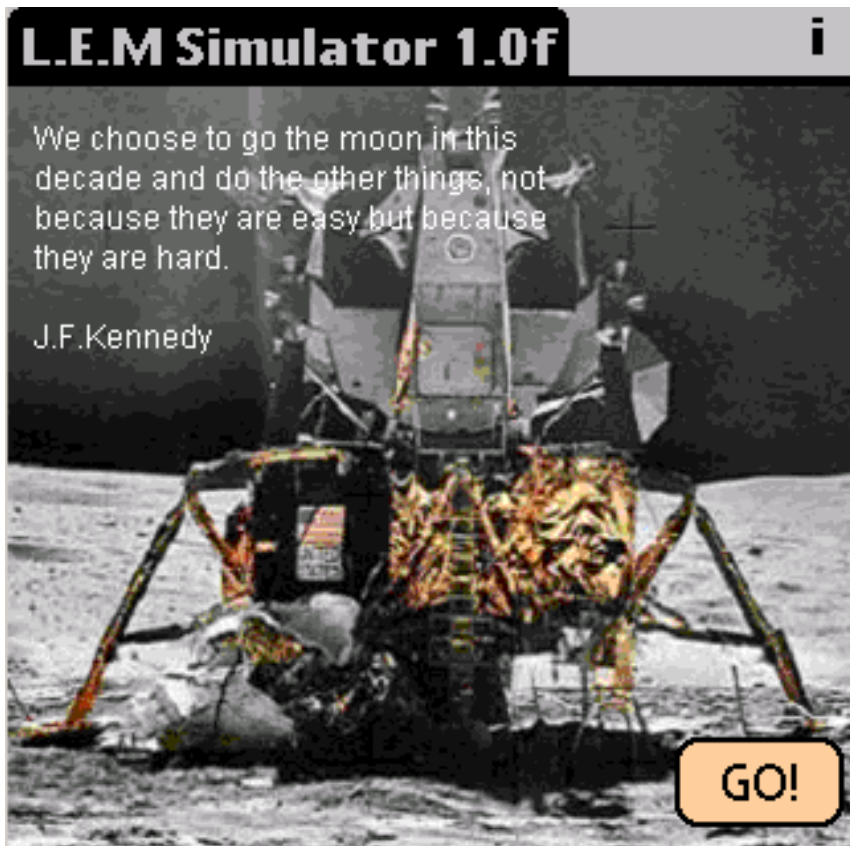 L.E.M Simulator 1.0f
i
We choose to go the moon in this
decade and do the other things, not
because they are easy but because
they are hard.
J.F.Kennedy
GO!